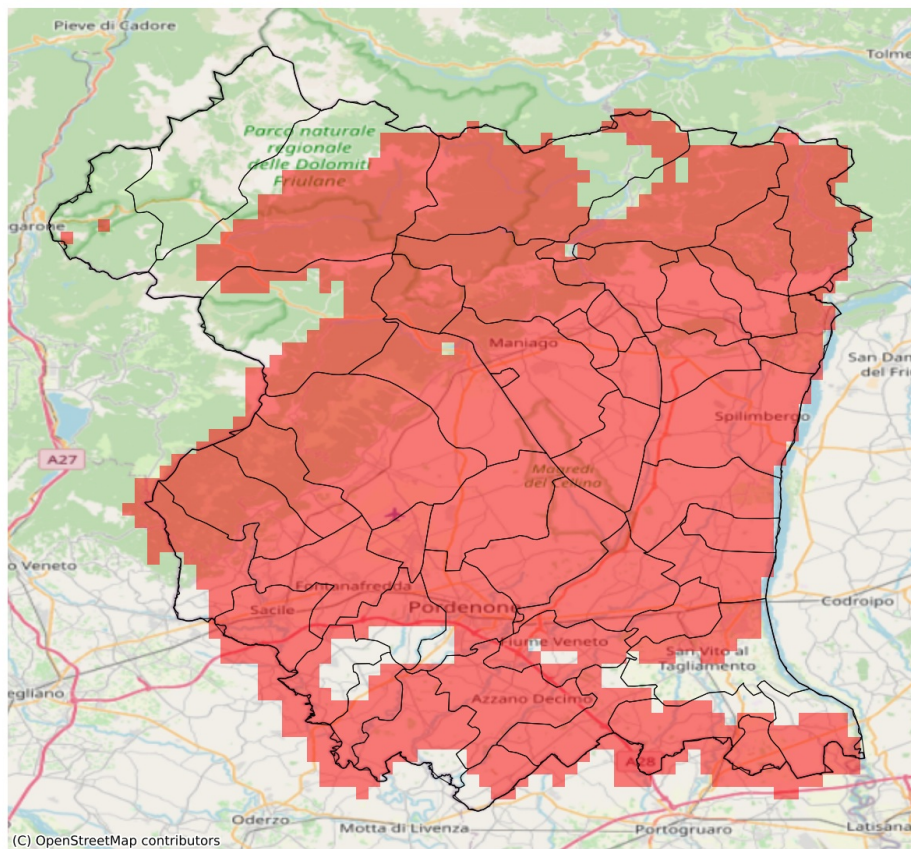 Pieve di Cadore
Tolme
Parco naturale
regionale
delle Dolomiti
Friulane
garone
Maniago
San Dan
del Fri
Spilimbergo
A27
Magredi
del Cellino
o Veneto
Fontanafredda
Sacile
Pordenone
Codroipo
Fiume Veneto
San Vito al
Tagliamento
egliano
Azzano Decimo
A28
Oderzo
Motta di Livenza
Portogruaro
Latisana
(C) OpenStreetMap contributors